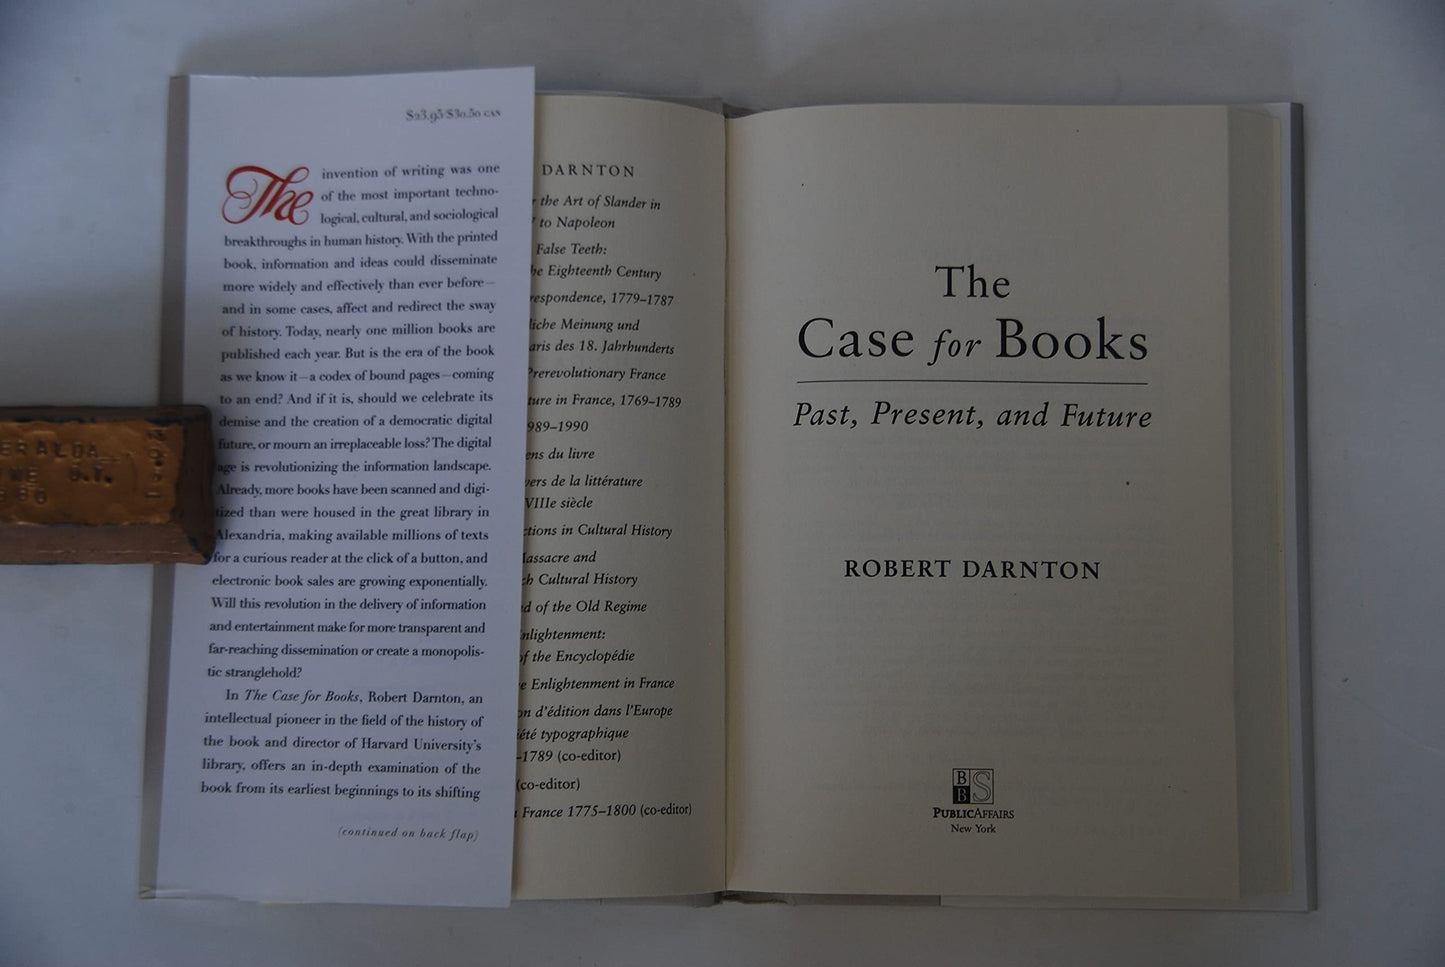 $23.95/$30.50 CAN
The invention of writing was one
of the most important techno-
logical, cultural, and sociological
breakthroughs in human history. With the printed
book, information and ideas could disseminate
more widely and effectively than ever before—
and in some cases, affect and redirect the sway
of history. Today, nearly one million books are
published each year. But is the era of the book
as we know it—a codex of bound pages—coming
to an end? And if it is, should we celebrate its
demise and the creation of a democratic digital
future, or mourn an irreplaceable loss? The digital
age is revolutionizing the information landscape.
Already, more books have been scanned and digi-
tized than were housed in the great library in
Alexandria, making available millions of texts
for a curious reader at the click of a button, and
electronic book sales are growing exponentially.
Will this revolution in the delivery of information
and entertainment make for more transparent and
far-reaching dissemination or create a monopolis-
tic stranglehold?
In The Case for Books, Robert Darnton, an
intellectual pioneer in the field of the history of
the book and director of Harvard University's
library, offers an in-depth examination of the
book from its earliest beginnings to its shifting
(continued on back flap)
DARNTON
the Art of Slander in
to Napoleon
False Teeth:
he Eighteenth Century
respondence, 1779–1787
liche Meinung und
aris des 18. Jahrhunderts
Prerevolutionary France
ture in France, 1769–1789
989–1990
ens du livre
vers de la littérature
VIIIe siècle
ctions in Cultural History
Massacre and
ch Cultural History
d of the Old Regime
nlightenment:
of the Encyclopédie
e Enlightenment in France
on d'édition dans l'Europe
iété typographique
–1789 (co-editor)
(co-editor)
France 1775–1800 (co-editor)
The
Case for Books
Past, Present, and Future
ROBERT DARNTON
BBS
PUBLICAFFAIRS
New York
ERALDA